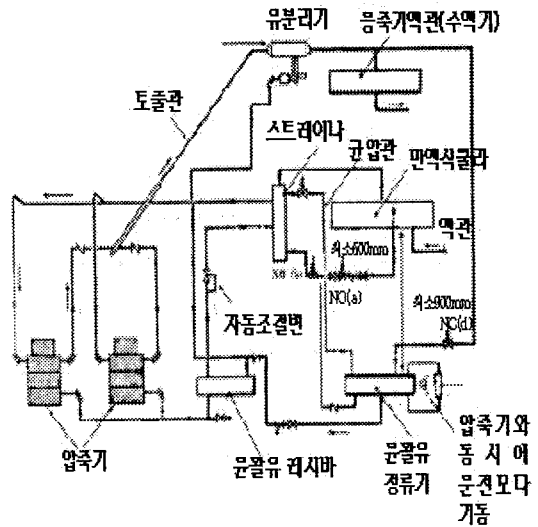 유분리기
응축기액관(수액기)
토출관
스트레이나
균압관
만액식쿨러
액관
최소600mm
NC(a)
최소900mm
NC(d)
자동조절변
압축기
윤활유 레시바
윤활유
정류기
압축기와
동 시 에
운전모다
기동